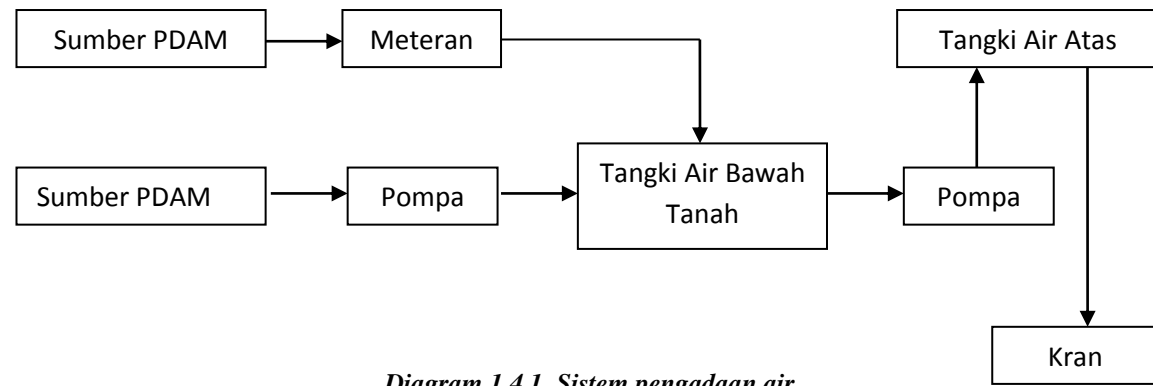 Sumber PDAM
Meteran
Tangki Air Atas
Sumber PDAM
Pompa
Tangki Air Bawah
Tanah
Pompa
Kran
Diagram 1.4.1. Sistem pengadaan air